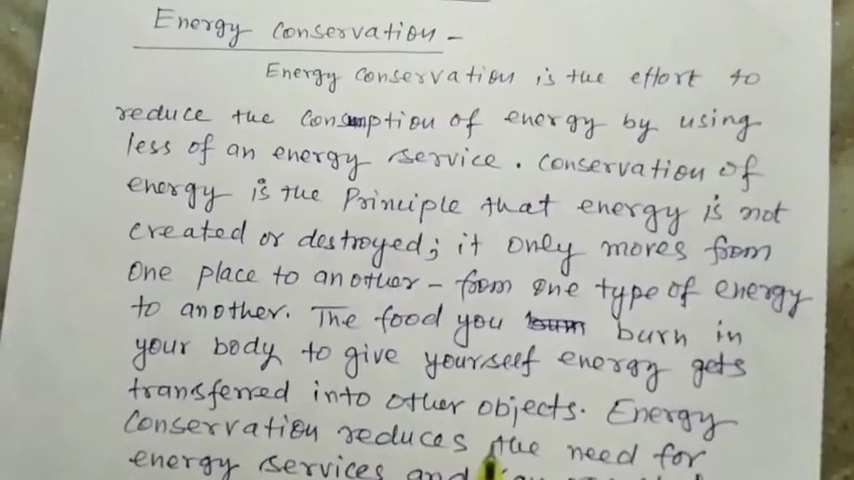 Energy Conservation -
Energy conservation is the effort to
reduce the consumption of energy by using
less of an energy service. Conservation of
energy is the Principle that energy is not
created or destroyed; it only moves from
one place to another - from one type of energy
to another. The food you burn in
your body to give yourself energy gets
transferred into other objects. Energy
Conservation reduces the need for
energy services and